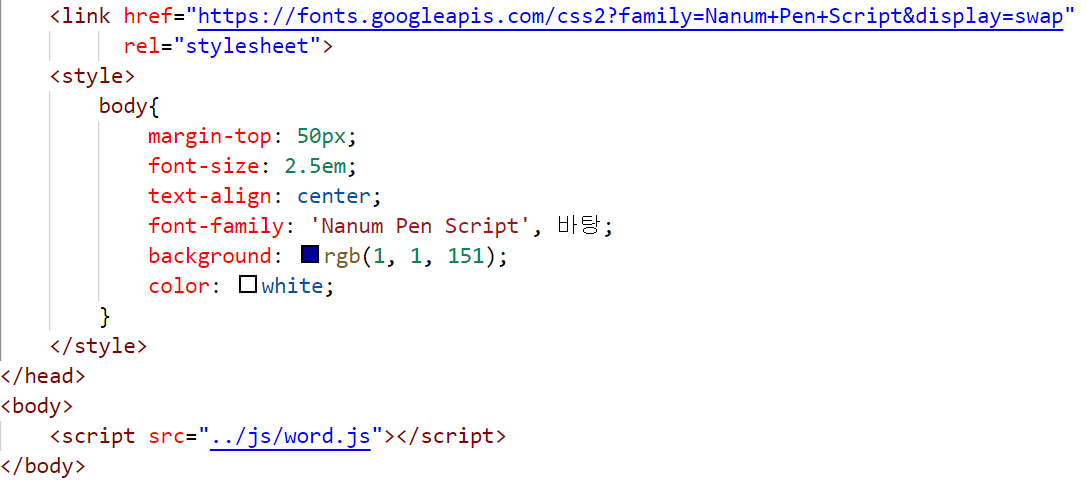 <link href="https://fonts.googleapis.com/css2?family=Nanum+Pen+Script&display=swap"
rel="stylesheet">
<style>
body{
margin-top: 50px;
font-size: 2.5em;
text-align: center;
font-family: 'Nanum Pen Script', 바탕;
background: rgb(1, 1, 151);
color: white;
}
</style>
</head>
<body>
<script src="../js/word.js"></script>
</body>